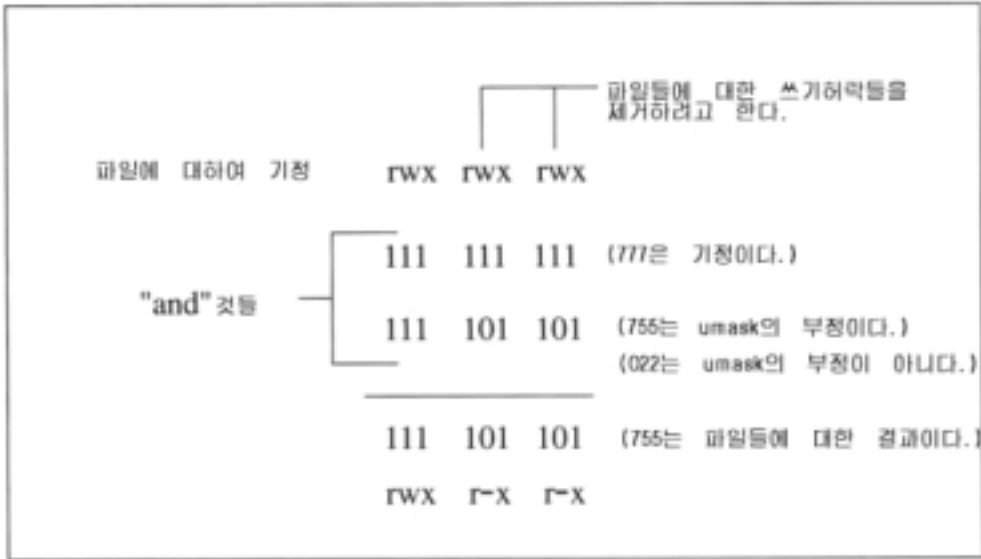 파일들에 대한 쓰기허락들을
제거하려고 한다.
파일에 대하여 기정 rwx rwx rwx
111 111 111 (777은 기정이다.)
"and"것들
111 101 101 (755는 umask의 부정이다.)
(022는 umask의 부정이 아니다.)
111 101 101 (755는 파일들에 대한 결과이다.)
rwx r-x r-x